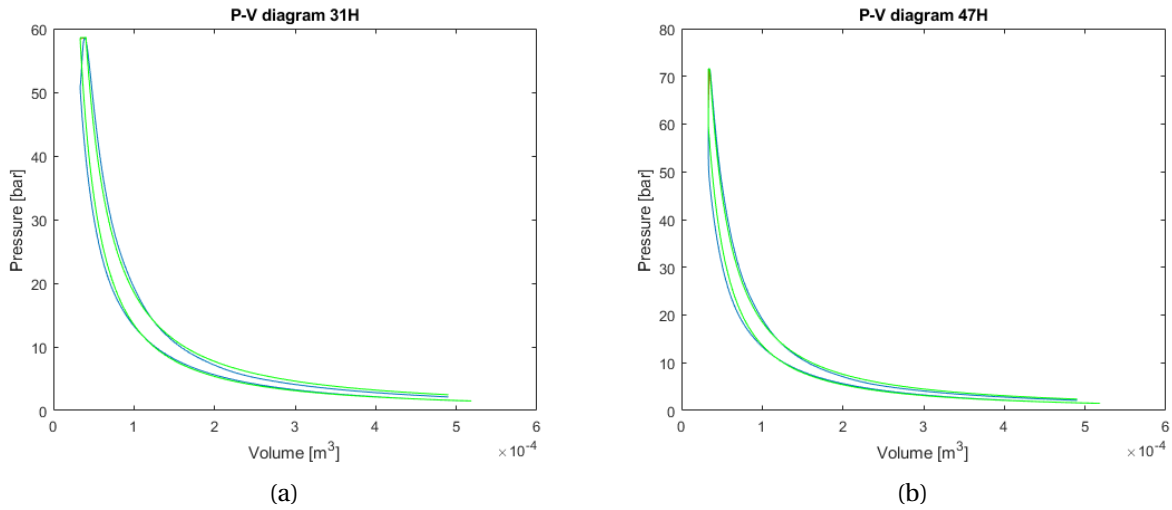 P-V diagram 31H
60
50
40
30
20
10
0
Pressure [bar]
0 1 2 3 4 5 6
Volume [m³]
×10⁻⁴
(a)
P-V diagram 47H
80
70
60
50
40
30
20
10
0
Pressure [bar]
0 1 2 3 4 5 6
Volume [m³]
×10⁻⁴
(b)